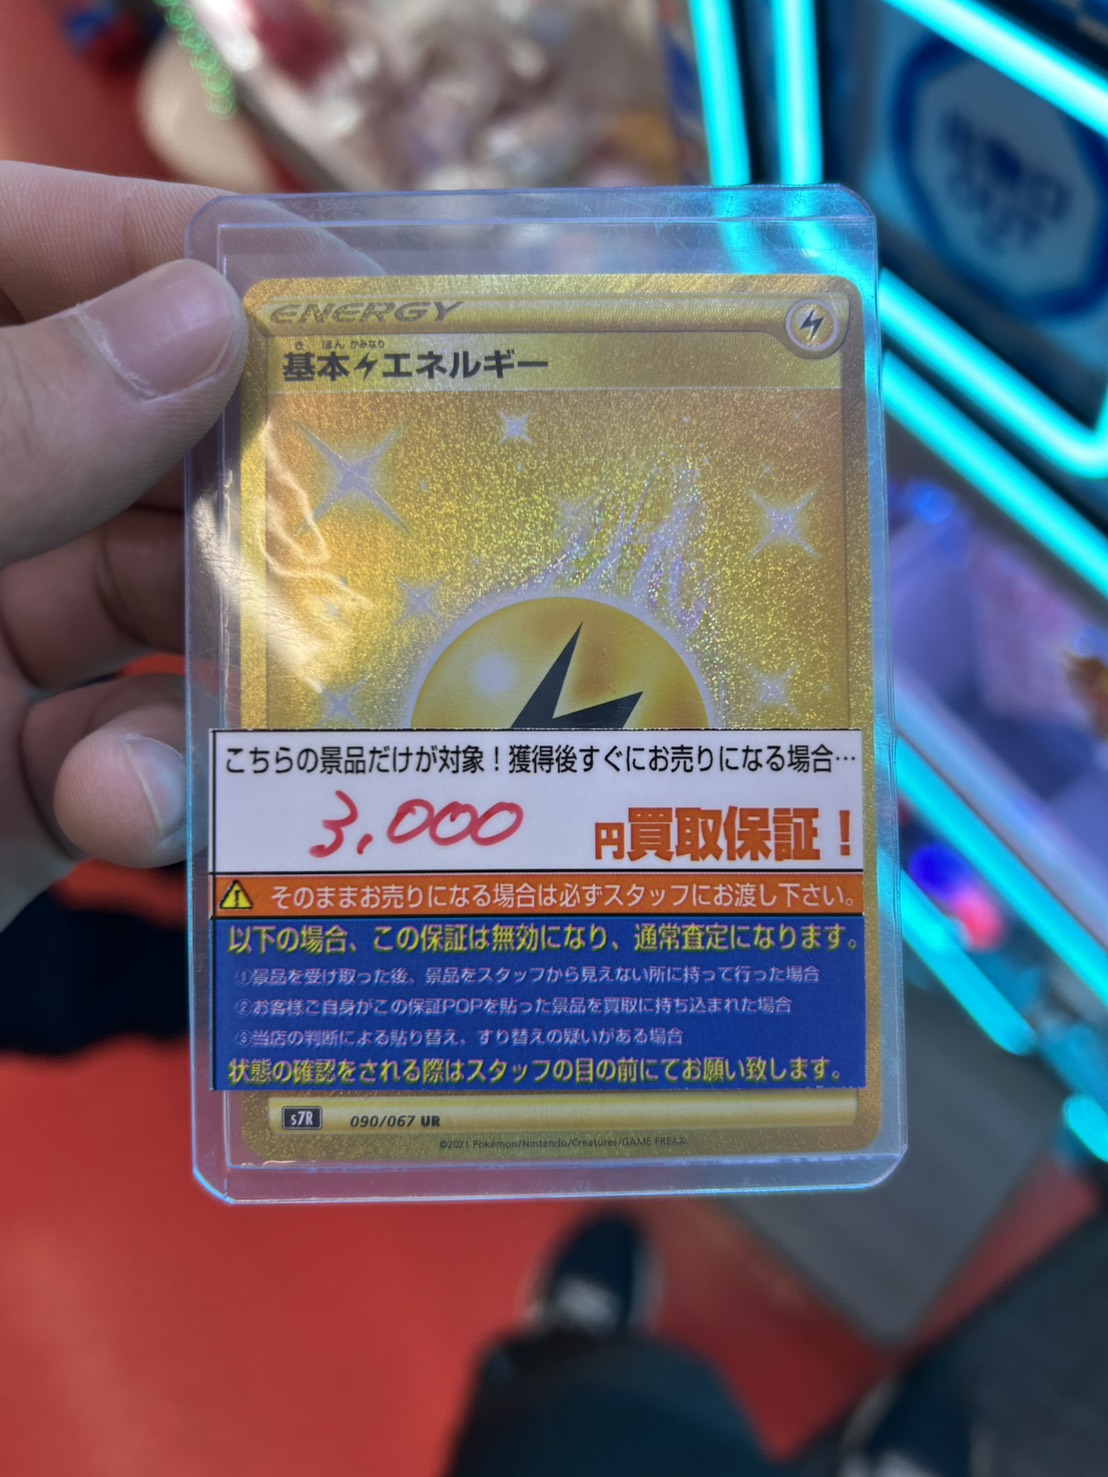 ENERGY
き ほん かみなり
基本エネルギー
こちらの景品だけが対象！獲得後すぐにお売りになる場合…
3,000
円買取保証！
そのままお売りになる場合は必ずスタッフにお渡し下さい。
以下の場合、この保証は無効になり、通常査定になります。
①景品を受け取った後、景品をスタッフから見えない所に持って行った場合
②お客様ご自身がこの保証POPを貼った景品を買取に持ち込まれた場合
③当店の判断による貼り替え、すり替えの疑いがある場合
状態の確認をされる際はスタッフの目の前にてお願い致します。
s7R 090/067 UR
©2021 Pokémon/Nintendo/Creatures/GAME FREAK.